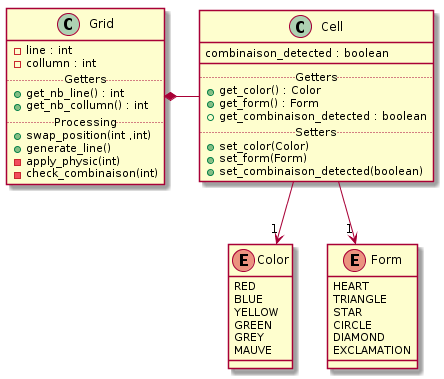 C Grid
line : int
collumn : int
Getters
get_nb_line() : int
get_nb_collumn() : int
Processing
swap_position(int ,int)
generate_line()
apply_physic(int)
check_combinaison(int)
C Cell
combinaison_detected : boolean
Getters
get_color() : Color
get_form() : Form
get_combinaison_detected : boolean
Setters
set_color(Color)
set_form(Form)
set_combinaison_detected(boolean)
1
1
E Color
RED
BLUE
YELLOW
GREEN
GREY
MAUVE
E Form
HEART
TRIANGLE
STAR
CIRCLE
DIAMOND
EXCLAMATION